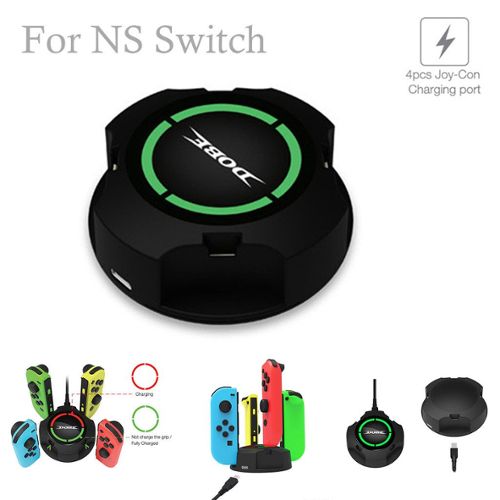 For NS Switch
4pcs Joy-Con
Charging port
DOBE
Charging
Not charge the grip /
Fully Charged
DOBE
DOBE